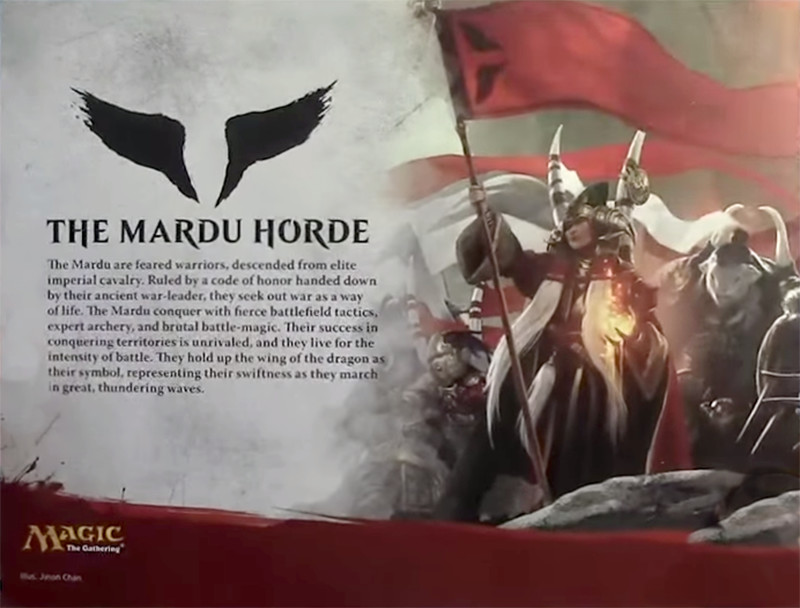 THE MARDU HORDE
The Mardu are feared warriors, descended from elite
imperial cavalry. Ruled by a code of honor handed down
by their ancient war-leader, they seek out war as a way
of life. The Mardu conquer with fierce battlefield tactics,
expert archery, and brutal battle-magic. Their success in
conquering territories is unrivaled, and they live for the
intensity of battle. They hold up the wing of the dragon as
their symbol, representing their swiftness as they march
in great, thundering waves.
MAGIC
The Gathering®
Illus. Jason Chan